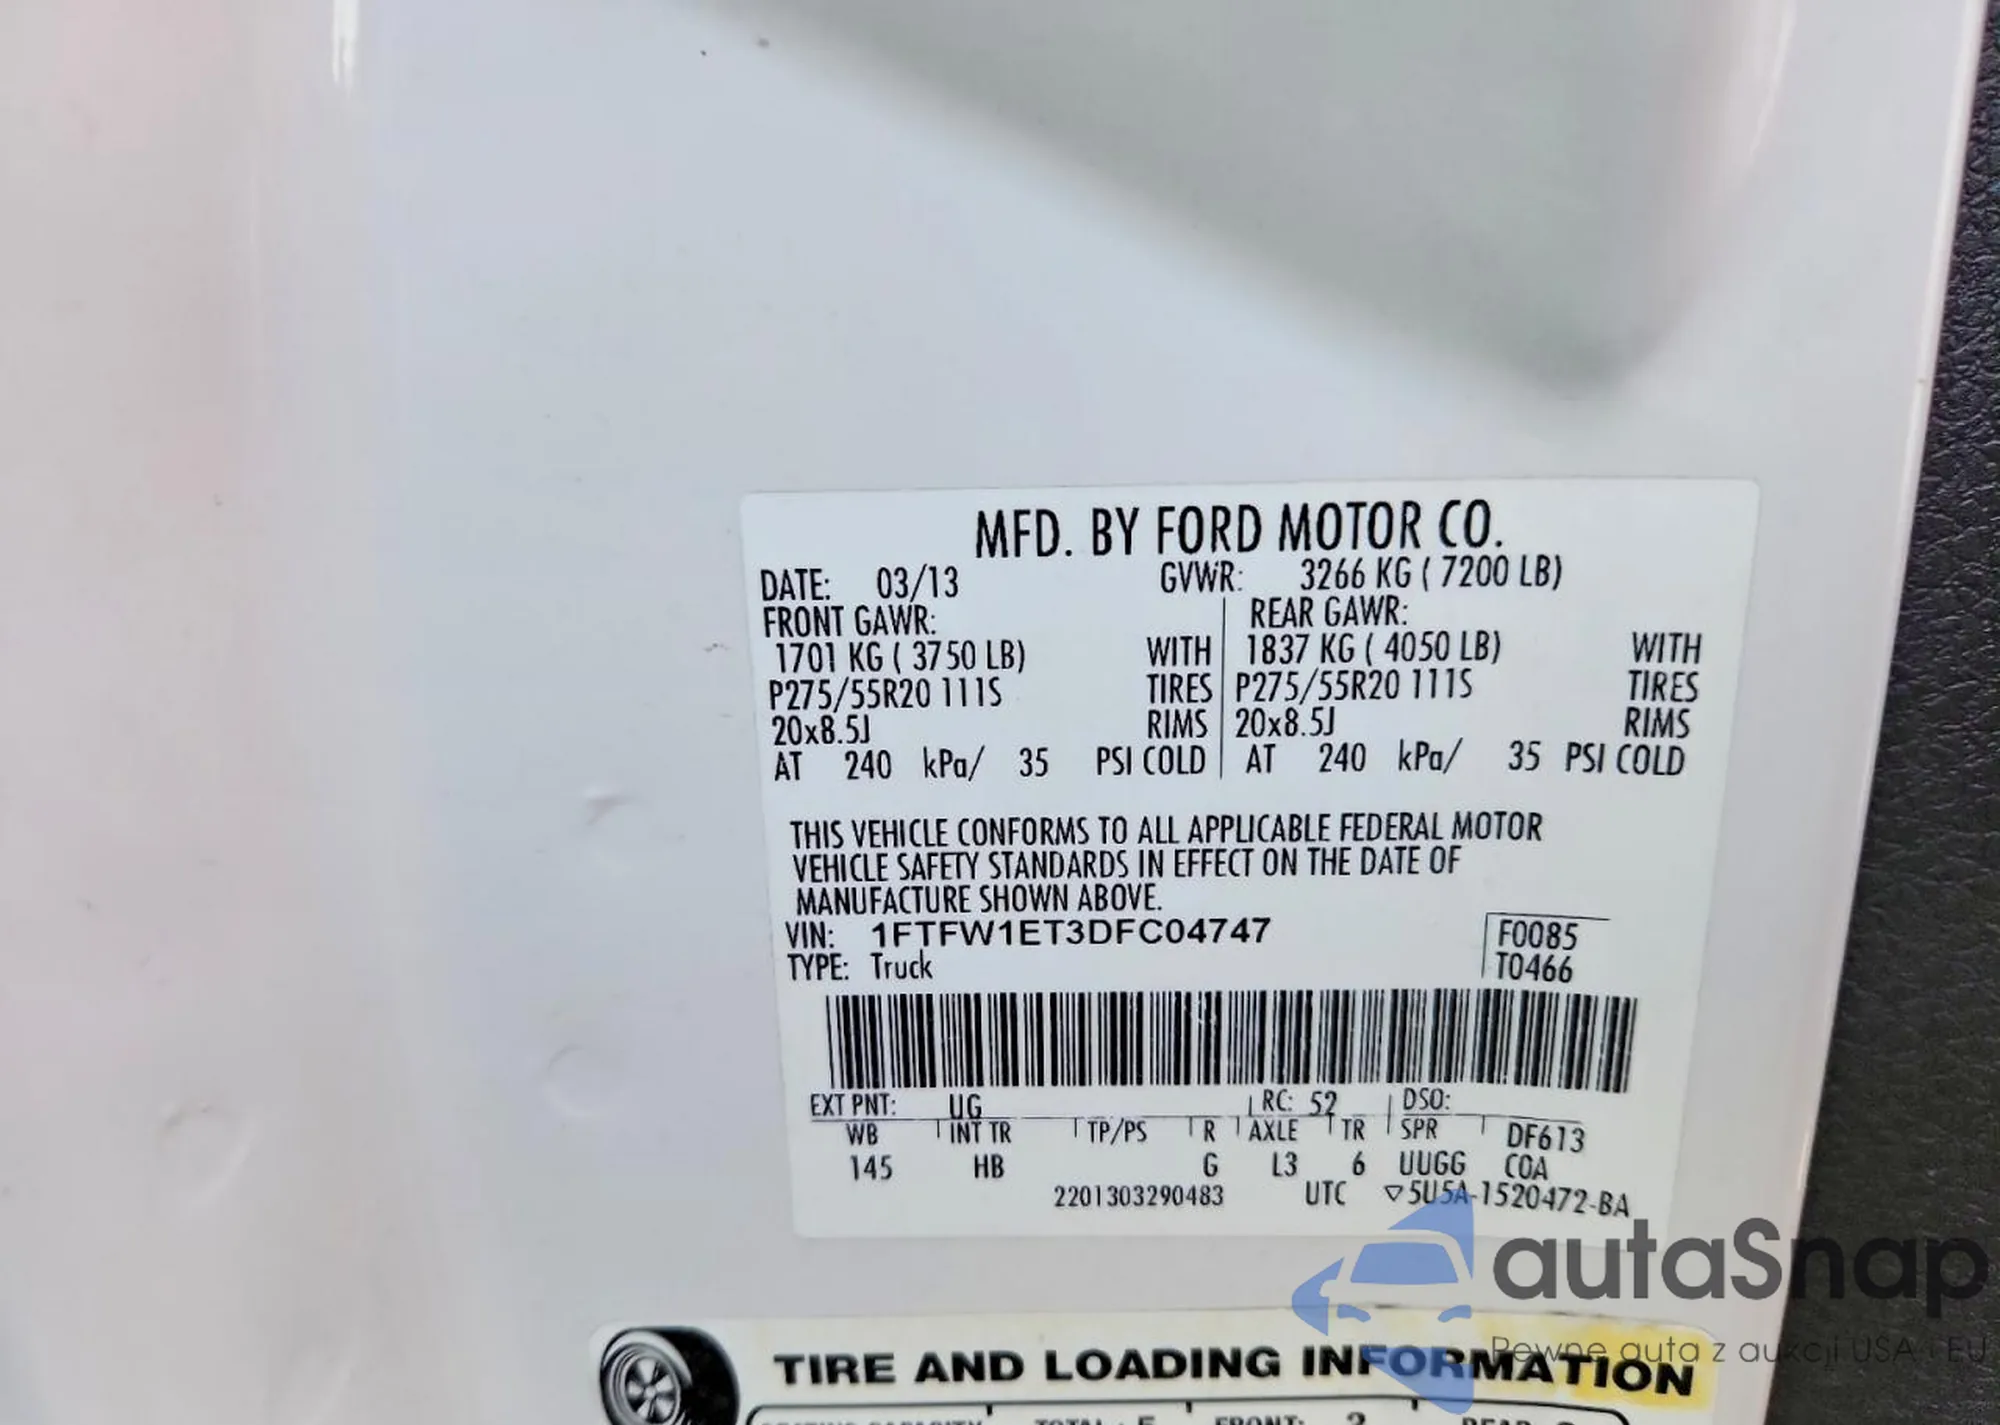 MFD. BY FORD MOTOR CO.
DATE: 03/13 GVWR: 3266 KG ( 7200 LB)
FRONT GAWR: REAR GAWR:
1701 KG ( 3750 LB) WITH 1837 KG ( 4050 LB) WITH
P275/55R20 111S TIRES P275/55R20 111S TIRES
20x8.5J RIMS 20x8.5J RIMS
AT 240 kPa/ 35 PSI COLD AT 240 kPa/ 35 PSI COLD
THIS VEHICLE CONFORMS TO ALL APPLICABLE FEDERAL MOTOR
VEHICLE SAFETY STANDARDS IN EFFECT ON THE DATE OF
MANUFACTURE SHOWN ABOVE.
VIN: 1FTFW1ET3DFC04747 F0085
TYPE: Truck T0466
EXT PNT: UG RC: 52 DSO:
WB INT TR TP/PS R AXLE TR SPR DF613
145 HB G L3 6 UUGG COA
2201303290483 UTC ▽5U5A-1520472-BA
autaSnap
Pewne auta z aukcji USA i EU
TIRE AND LOADING INFORMATION
TOTAL : 5 FRONT: 2